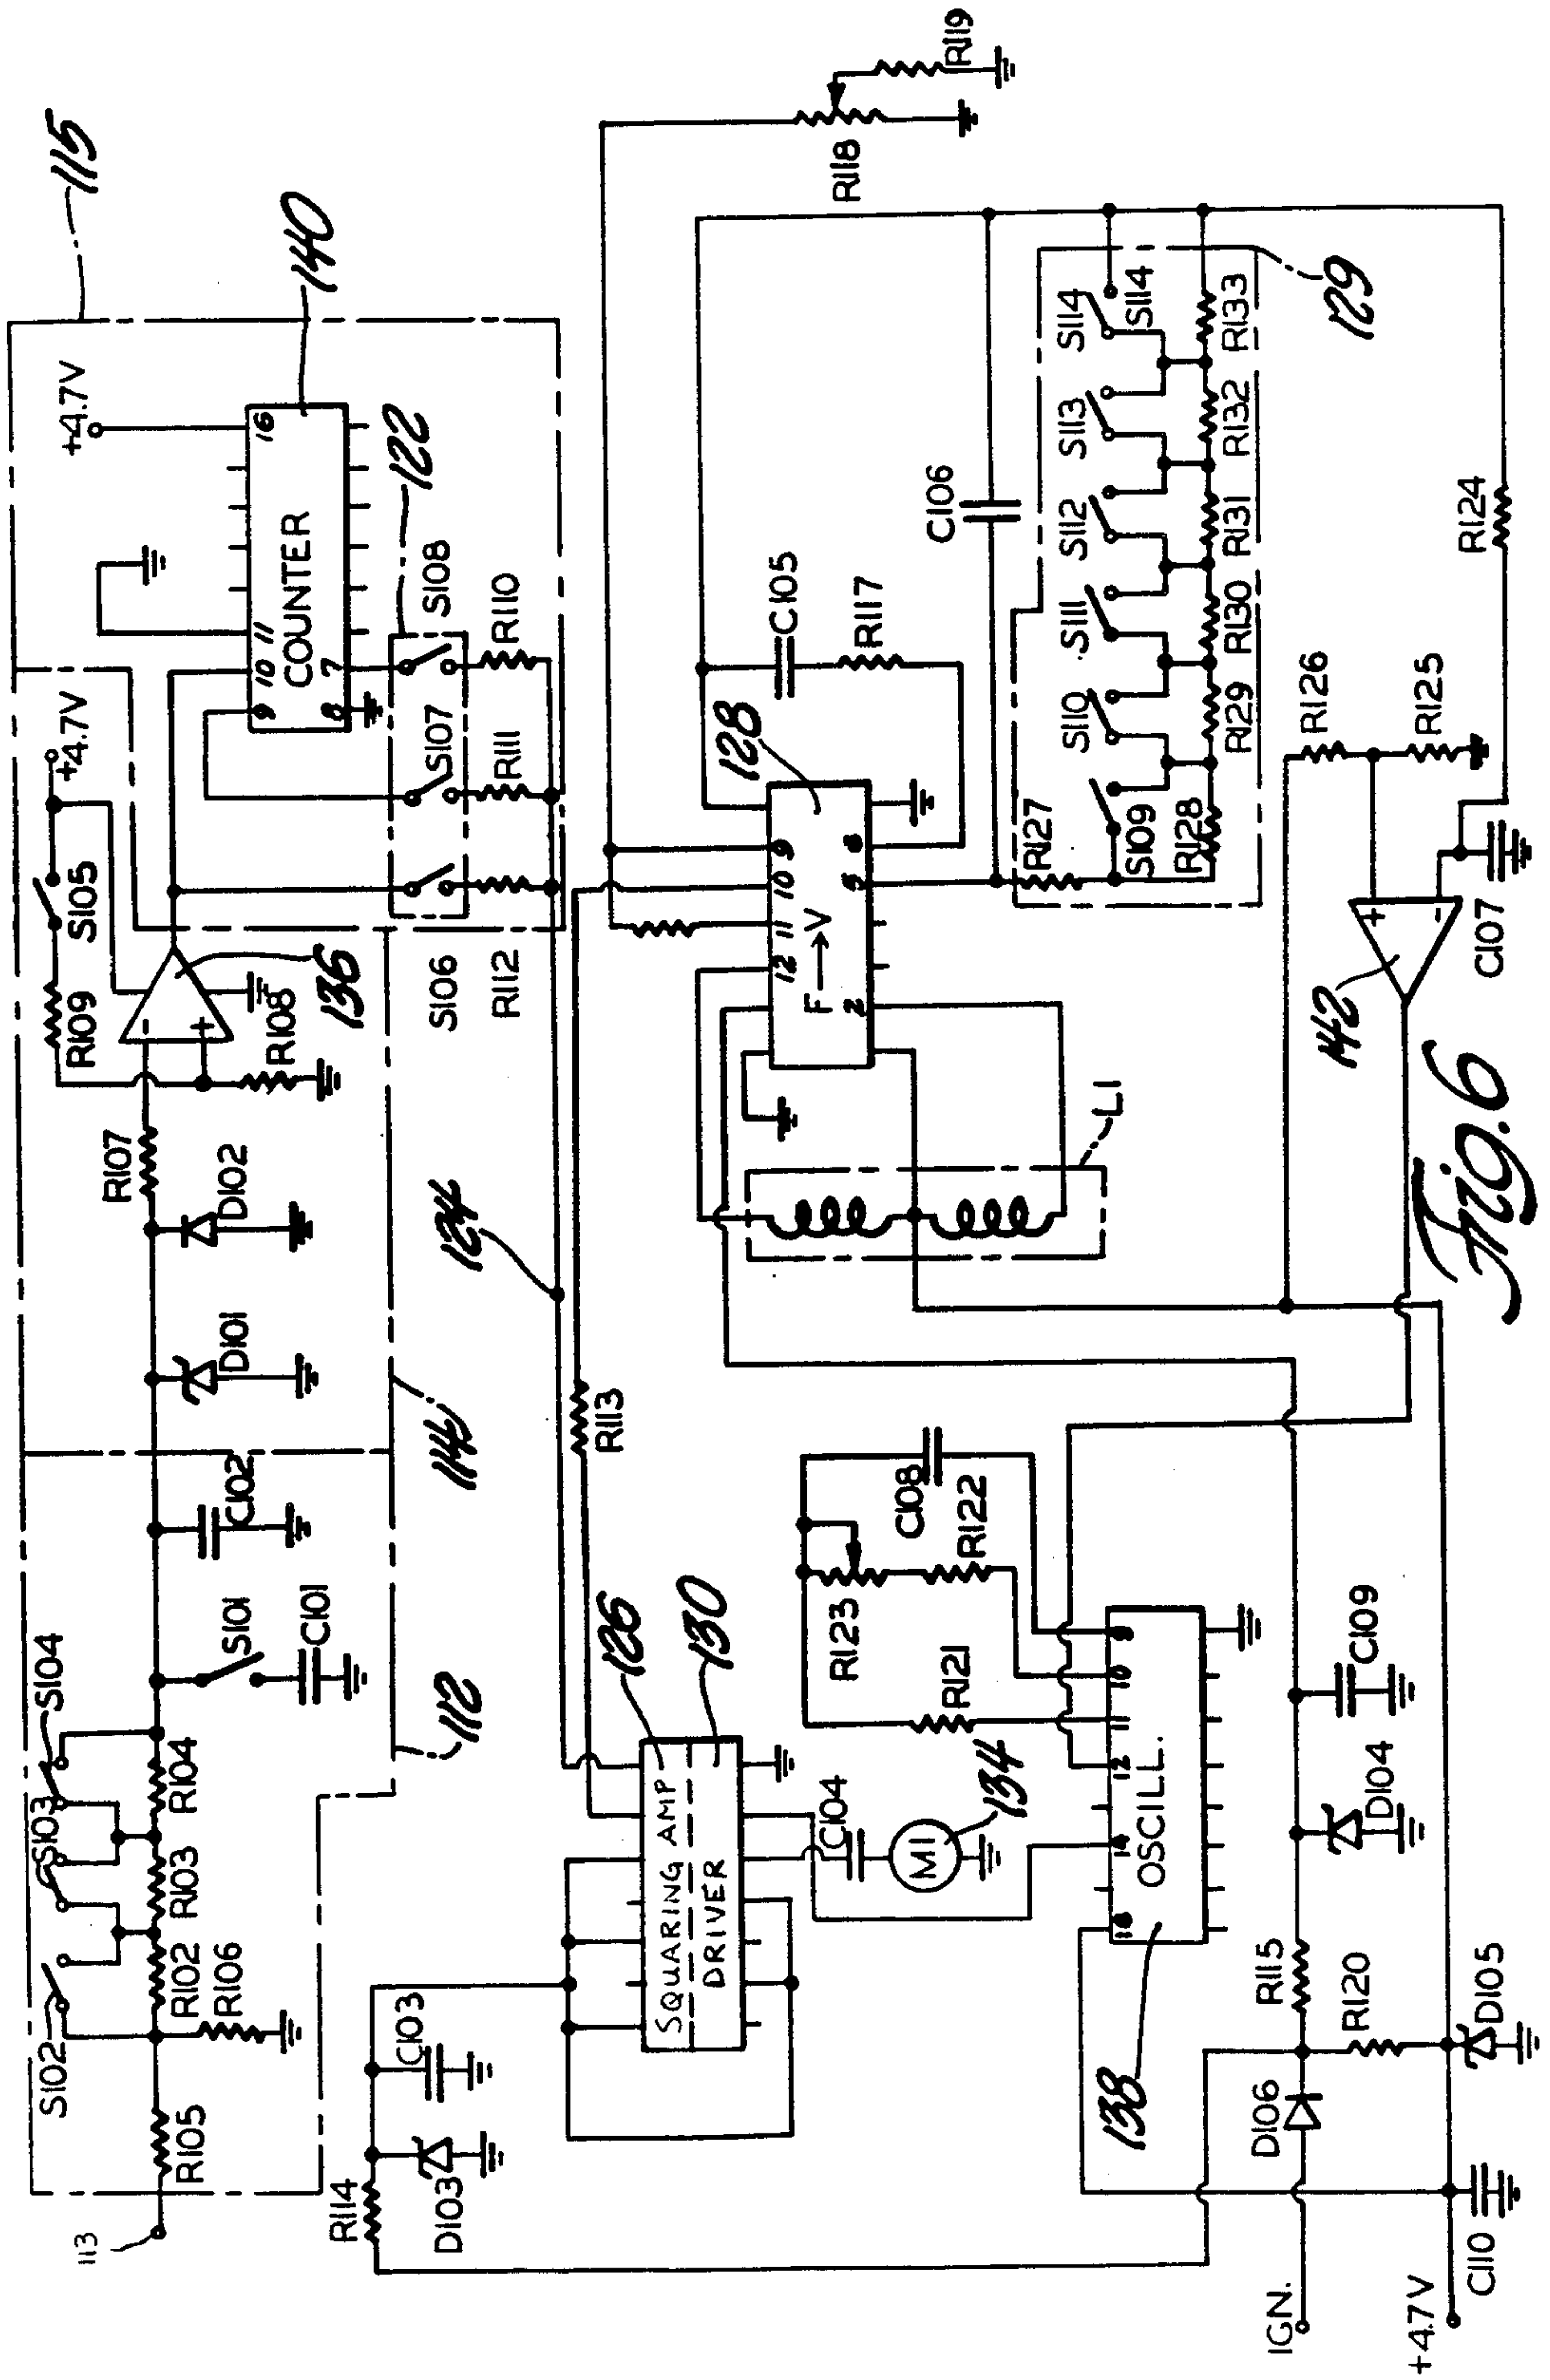 113
R105
S102
R102
R106
S103
R103
S104
R104
S101
C101
C102
112
114
D101
D102
R107
R109
S105
+4.7V
-
+
R108
136
115
+4.7V
140
COUNTER
9
10
11
16
8
7
122
S106
S107
S108
R112
R111
R110
124
R113
R114
D103
C103
126
130
SQUARING AMP
DRIVER
C104
M1
134
R123
R121
R122
C108
OSCILL.
16
14
12
11
10
9
138
L1
F→V
12
11
10
9
2
5
8
128
C105
R117
C106
R118
R119
R127
S109
R128
S110
R129
S111
R130
S112
R131
S113
R132
S114
S114
R133
129
R124
R126
R125
+
-
142
C107
IGN.
D106
R115
R120
D104
C109
D105
+4.7V
C110
Fig. 6